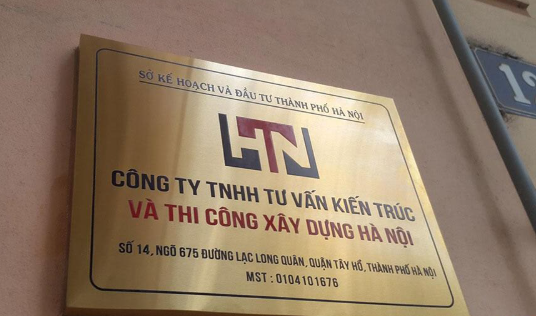 SỞ KẾ HOẠCH VÀ ĐẦU TƯ THÀNH PHỐ HÀ NỘI
HTN
CÔNG TY TNHH TƯ VẤN KIẾN TRÚC
VÀ THI CÔNG XÂY DỰNG HÀ NỘI
SỐ 14, NGÕ 675 ĐƯỜNG LẠC LONG QUÂN, QUẬN TÂY HỒ, THÀNH PHỐ HÀ NỘI
MST : 0104101676